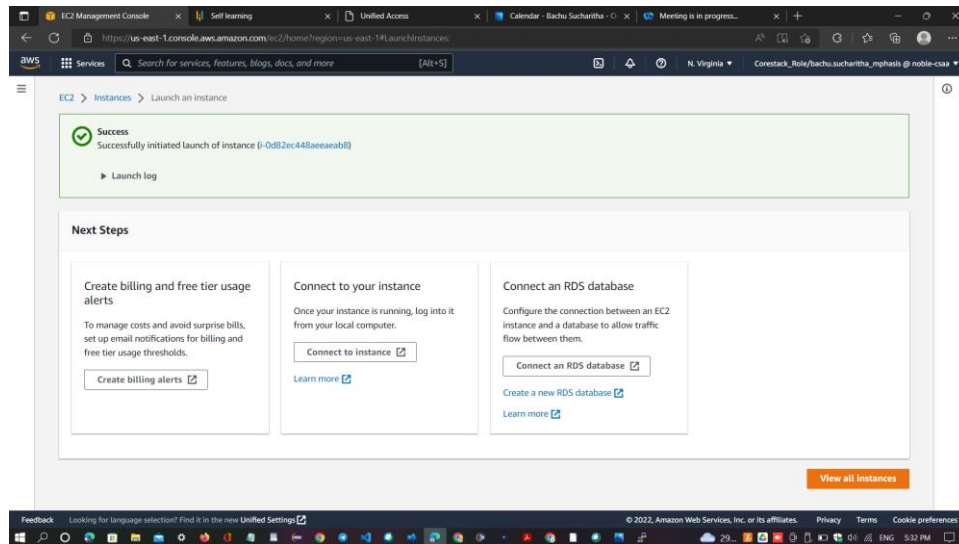 EC2 Management Console
Self learning
Unified Access
Calendar - Bachu Sucharitha - O
Meeting is in progress...
https://us-east-1.console.aws.amazon.com/ec2/home?region=us-east-1#LaunchInstances:
aws
Services
Search for services, features, blogs, docs, and more
[Alt+S]
N. Virginia
Corestack_Role/bachu.sucharitha_mphasis @ noble-csaa
EC2 > Instances > Launch an instance
Success
Successfully initiated launch of instance (i-0d82ec448aeeaeab8)
Launch log
Next Steps
Create billing and free tier usage
alerts
To manage costs and avoid surprise bills,
set up email notifications for billing and
free tier usage thresholds.
Create billing alerts
Connect to your instance
Once your instance is running, log into it
from your local computer.
Connect to instance
Learn more
Connect an RDS database
Configure the connection between an EC2
instance and a database to allow traffic
flow between them.
Connect an RDS database
Create a new RDS database
Learn more
View all instances
Feedback
Looking for language selection? Find it in the new Unified Settings
© 2022, Amazon Web Services, Inc. or its affiliates.
Privacy
Terms
Cookie preferences
29...
ENG
5:32 PM